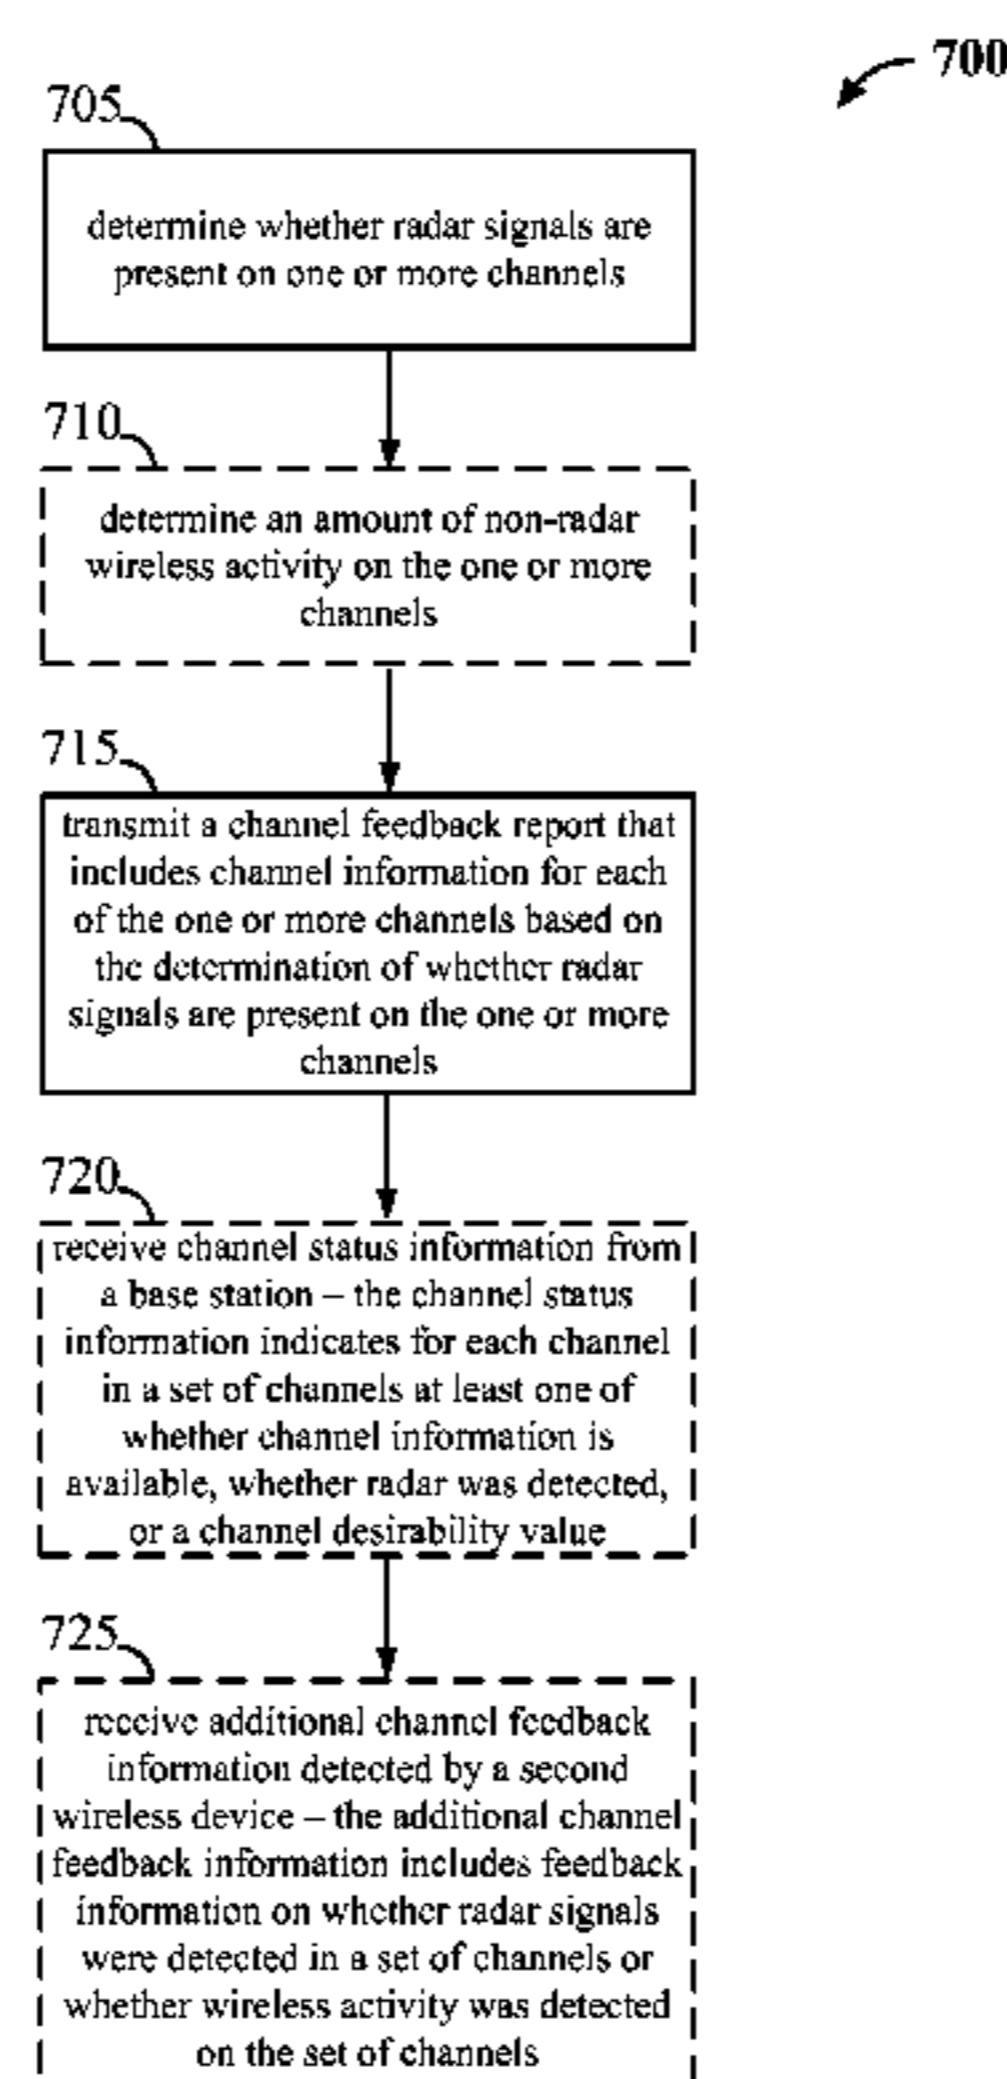 700
705
determine whether radar signals are
present on one or more channels
710
determine an amount of non-radar
wireless activity on the one or more
channels
715
transmit a channel feedback report that
includes channel information for each
of the one or more channels based on
the determination of whether radar
signals are present on the one or more
channels
720
receive channel status information from
a base station – the channel status
information indicates for each channel
in a set of channels at least one of
whether channel information is
available, whether radar was detected,
or a channel desirability value
725
receive additional channel feedback
information detected by a second
wireless device – the additional channel
feedback information includes feedback
information on whether radar signals
were detected in a set of channels or
whether wireless activity was detected
on the set of channels